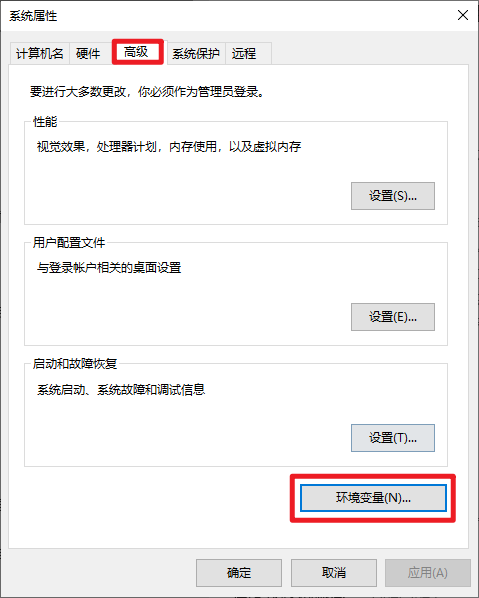 系统属性
计算机名 硬件 高级 系统保护 远程
要进行大多数更改，你必须作为管理员登录。
性能
视觉效果，处理器计划，内存使用，以及虚拟内存
设置(S)...
用户配置文件
与登录帐户相关的桌面设置
设置(E)...
启动和故障恢复
系统启动、系统故障和调试信息
设置(T)...
环境变量(N)...
确定 取消 应用(A)